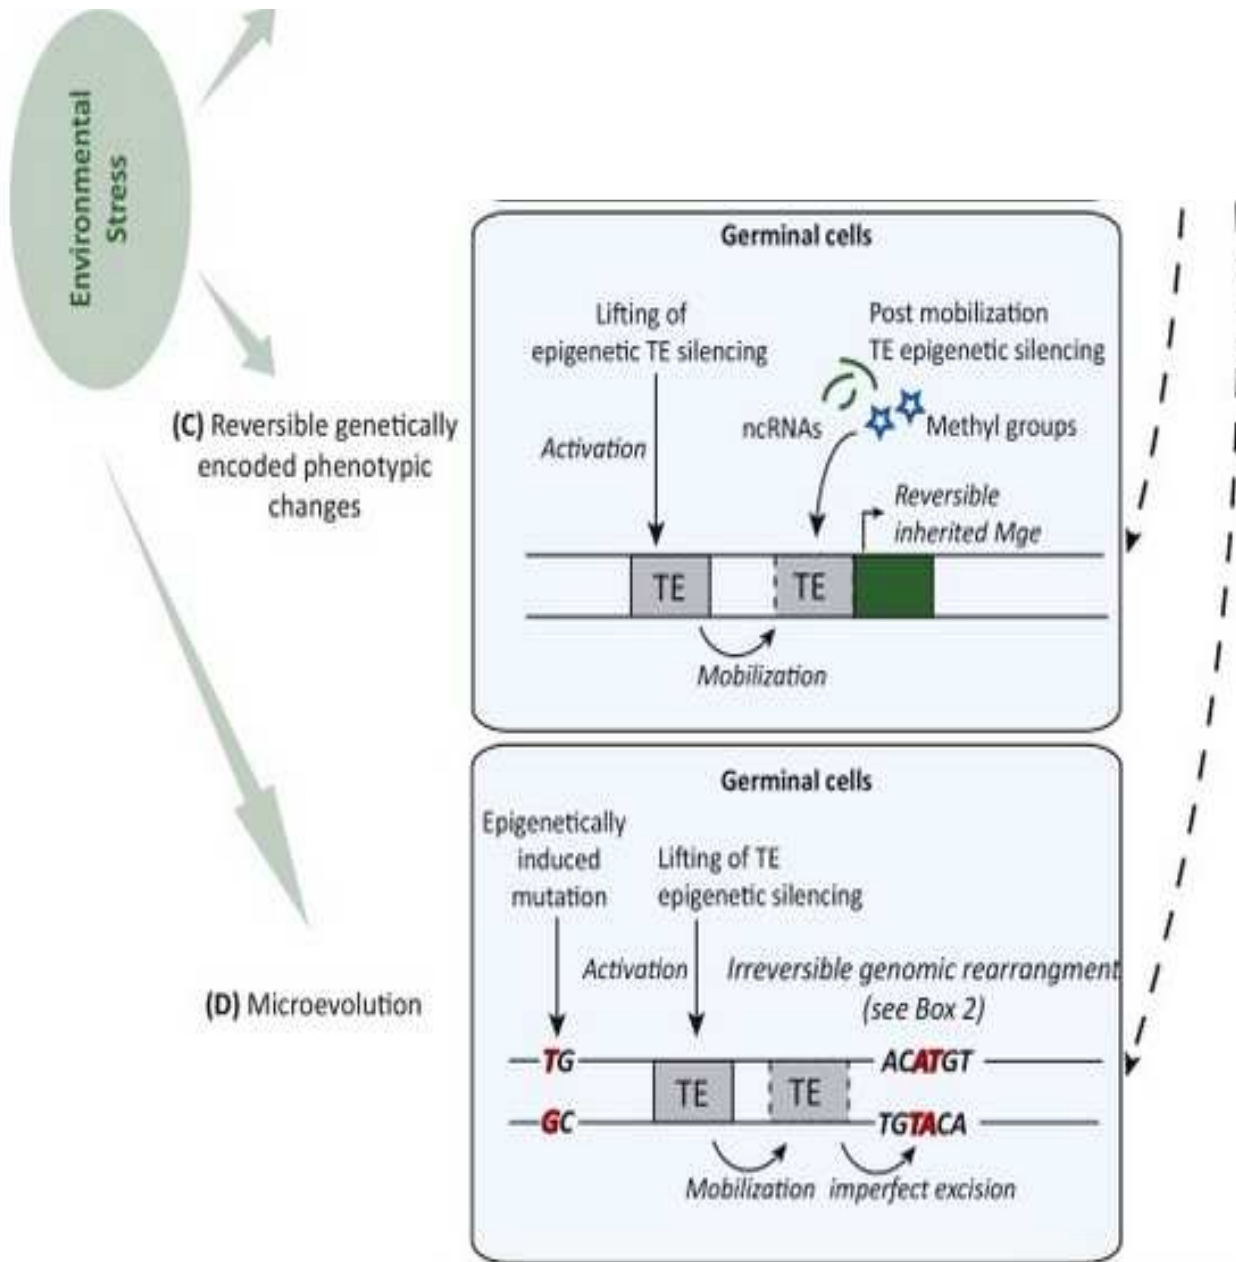 Environmental
Stress
(C) Reversible genetically
encoded phenotypic
changes
Germinal cells
Lifting of
epigenetic TE silencing
Post mobilization
TE epigenetic silencing
ncRNAs
Methyl groups
Activation
Reversible
inherited Mge
TE
TE
Mobilization
(D) Microevolution
Germinal cells
Epigenetically
induced
mutation
Lifting of TE
epigenetic silencing
Activation
Irreversible genomic rearrangment
(see Box 2)
TG
ACATGT
TE
TE
GC
TGTACA
Mobilization
imperfect excision